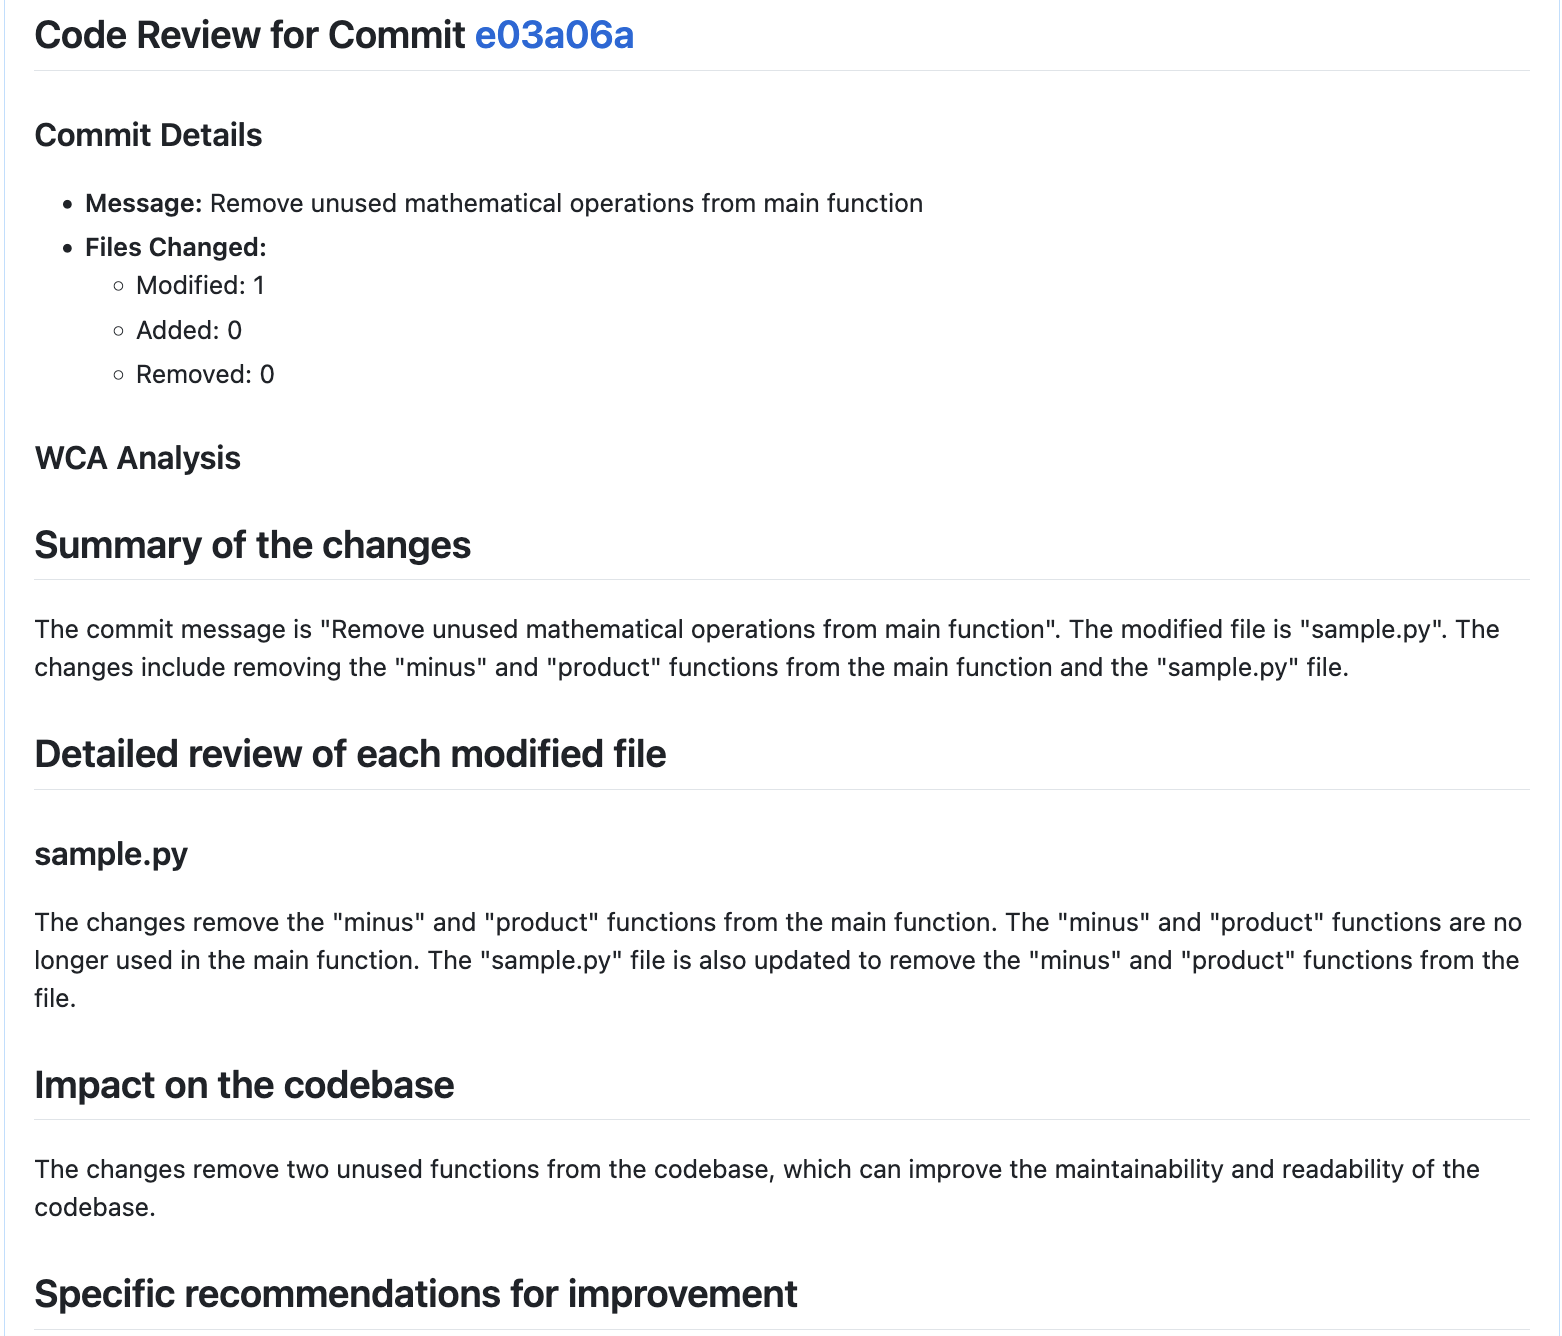 Code Review for Commit e03a06a
Commit Details
• Message: Remove unused mathematical operations from main function
• Files Changed:
○ Modified: 1
○ Added: 0
○ Removed: 0
WCA Analysis
Summary of the changes
The commit message is "Remove unused mathematical operations from main function". The modified file is "sample.py". The
changes include removing the "minus" and "product" functions from the main function and the "sample.py" file.
Detailed review of each modified file
sample.py
The changes remove the "minus" and "product" functions from the main function. The "minus" and "product" functions are no
longer used in the main function. The "sample.py" file is also updated to remove the "minus" and "product" functions from the
file.
Impact on the codebase
The changes remove two unused functions from the codebase, which can improve the maintainability and readability of the
codebase.
Specific recommendations for improvement